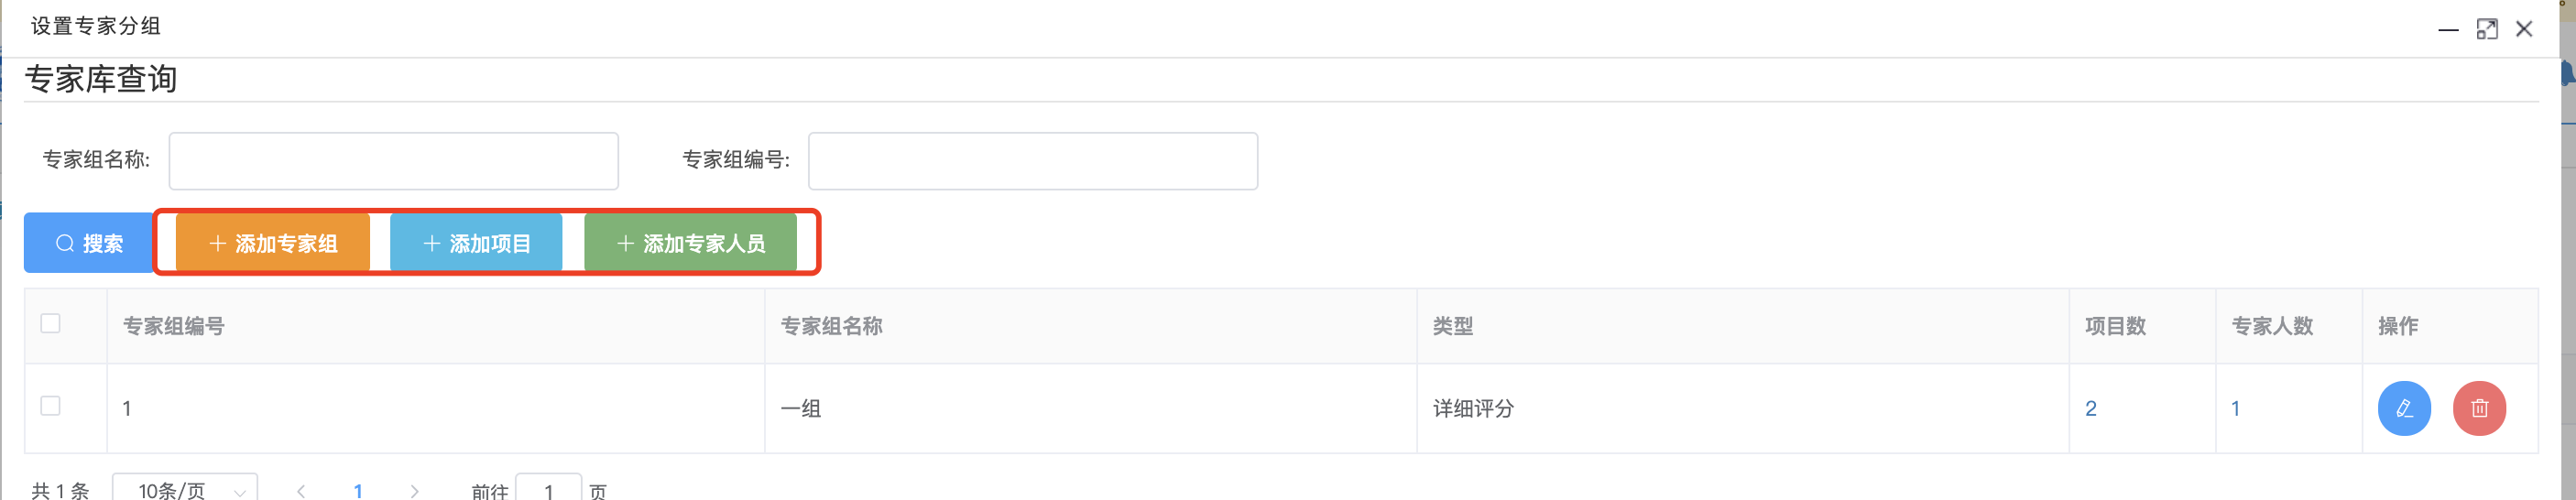 设置专家分组
专家库查询
专家组名称: 专家组编号:
搜索 添加专家组 添加项目 添加专家人员
专家组编号 专家组名称 类型 项目数 专家人数 操作
1 一组 详细评分 2 1
共 1 条 10条/页 1 前往 1 页